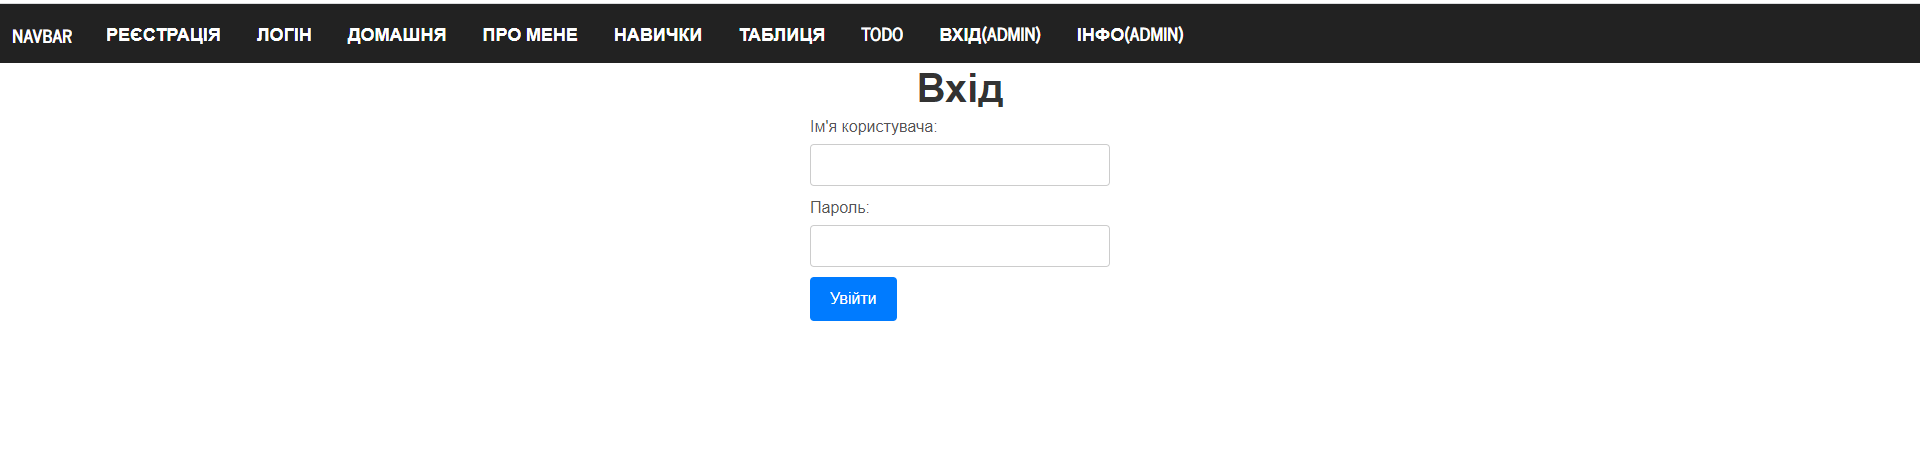 NAVBAR РЕЄСТРАЦІЯ ЛОГІН ДОМАШНЯ ПРО МЕНЕ НАВИЧКИ ТАБЛИЦЯ TODO ВХІД(ADMIN) ІНФО(ADMIN)
Вхід
Ім'я користувача:
Пароль:
Увійти